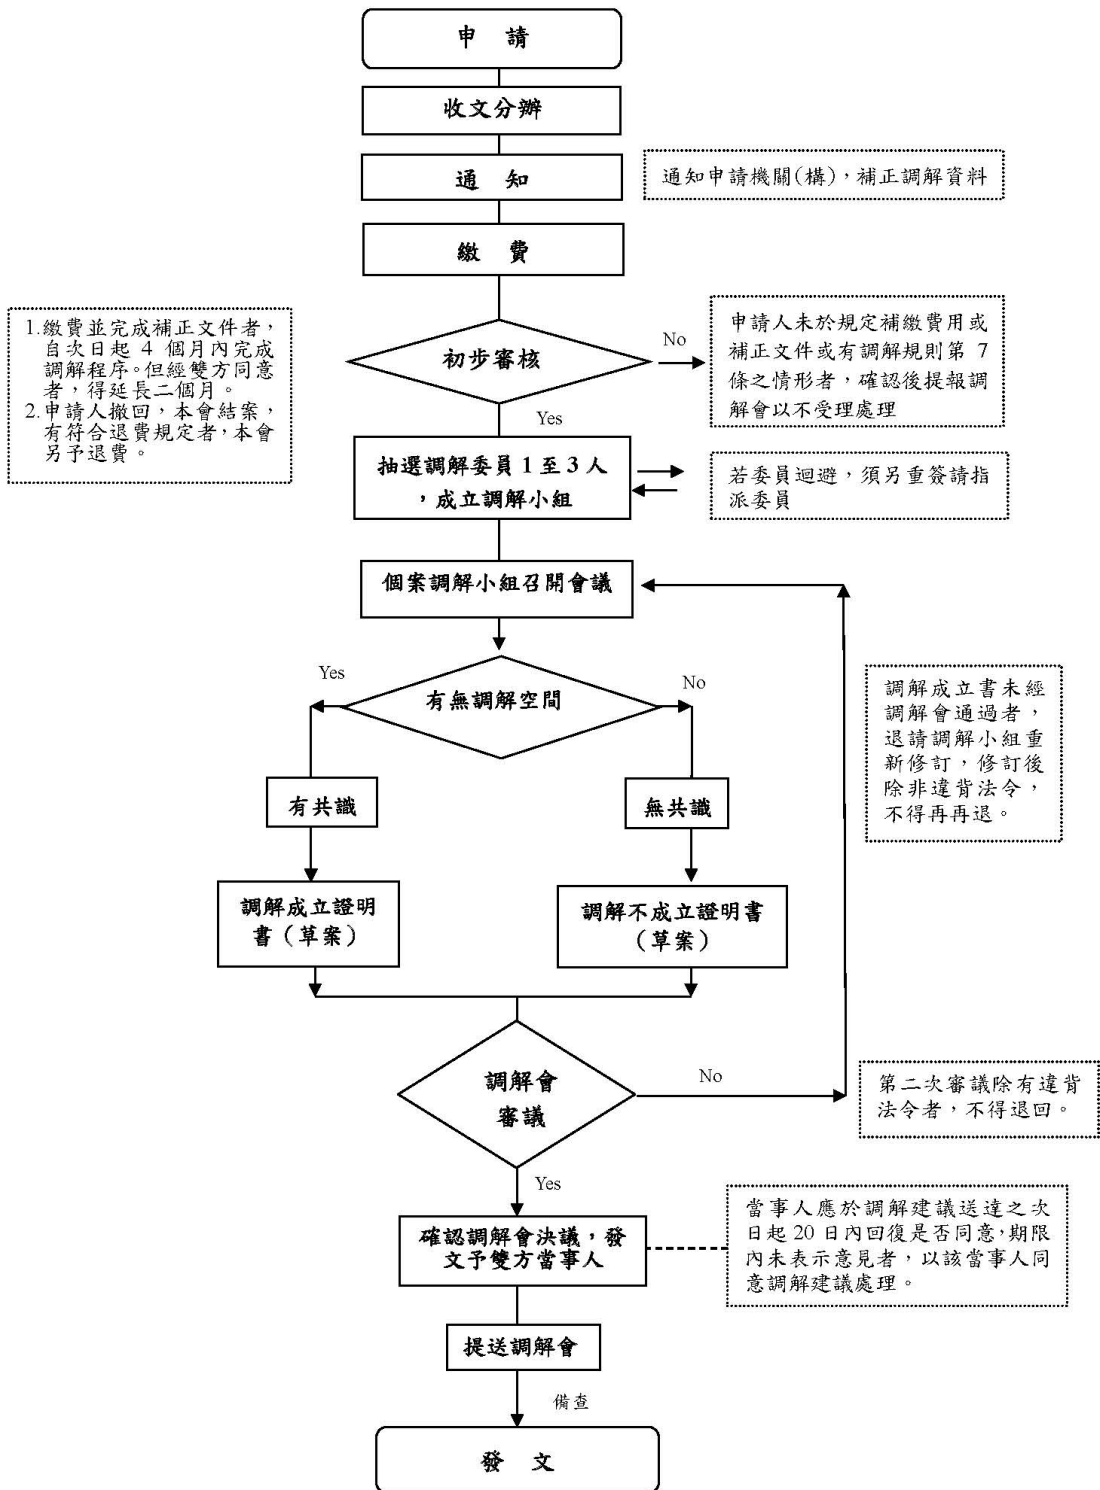 申 請
收文分辦
通 知
通知申請機關(構)，補正調解資料
繳 費
1.繳費並完成補正文件者，
自次日起 4 個月內完成
調解程序。但經雙方同意
者，得延長二個月。
2.申請人撤回，本會結案，
有符合退費規定者，本會
另予退費。
初步審核
No
申請人未於規定補繳費用或
補正文件或有調解規則第 7
條之情形者，確認後提報調
解會以不受理處理
Yes
抽選調解委員 1 至 3 人
，成立調解小組
若委員迴避，須另重簽請指
派委員
個案調解小組召開會議
有無調解空間
Yes
No
調解成立書未經
調解會通過者，
退請調解小組重
新修訂，修訂後
除非違背法令，
不得再再退。
有共識
無共識
調解成立證明
書（草案）
調解不成立證明書
（草案）
調解會
審議
No
第二次審議除有違背
法令者，不得退回。
Yes
確認調解會決議，發
文予雙方當事人
當事人應於調解建議送達之次
日起 20 日內回復是否同意，期限
內未表示意見者，以該當事人同
意調解建議處理。
提送調解會
備查
發 文